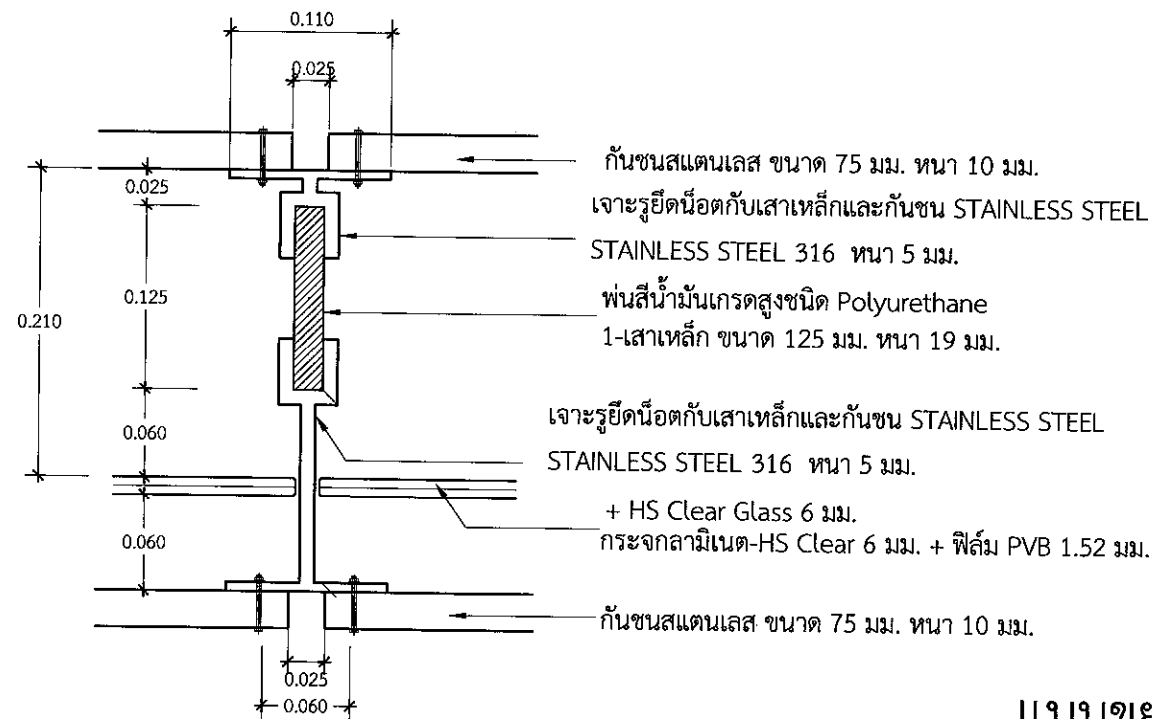 0.110
0.025
กันชนสแตนเลส ขนาด 75 มม. หนา 10 มม.
0.025
เจาะรูยึดน็อตกับเสาเหล็กและกันชน STAINLESS STEEL
STAINLESS STEEL 316 หนา 5 มม.
0.125
พ่นสีน้ำมันเกรดสูงชนิด Polyurethane
0.210
1-เสาเหล็ก ขนาด 125 มม. หนา 19 มม.
เจาะรูยึดน็อตกับเสาเหล็กและกันชน STAINLESS STEEL
0.060
STAINLESS STEEL 316 หนา 5 มม.
+ HS Clear Glass 6 มม.
0.060
กระจกลามิเนต-HS Clear 6 มม. + ฟิล์ม PVB 1.52 มม.
กันชนสแตนเลส ขนาด 75 มม. หนา 10 มม.
0.025
0.060